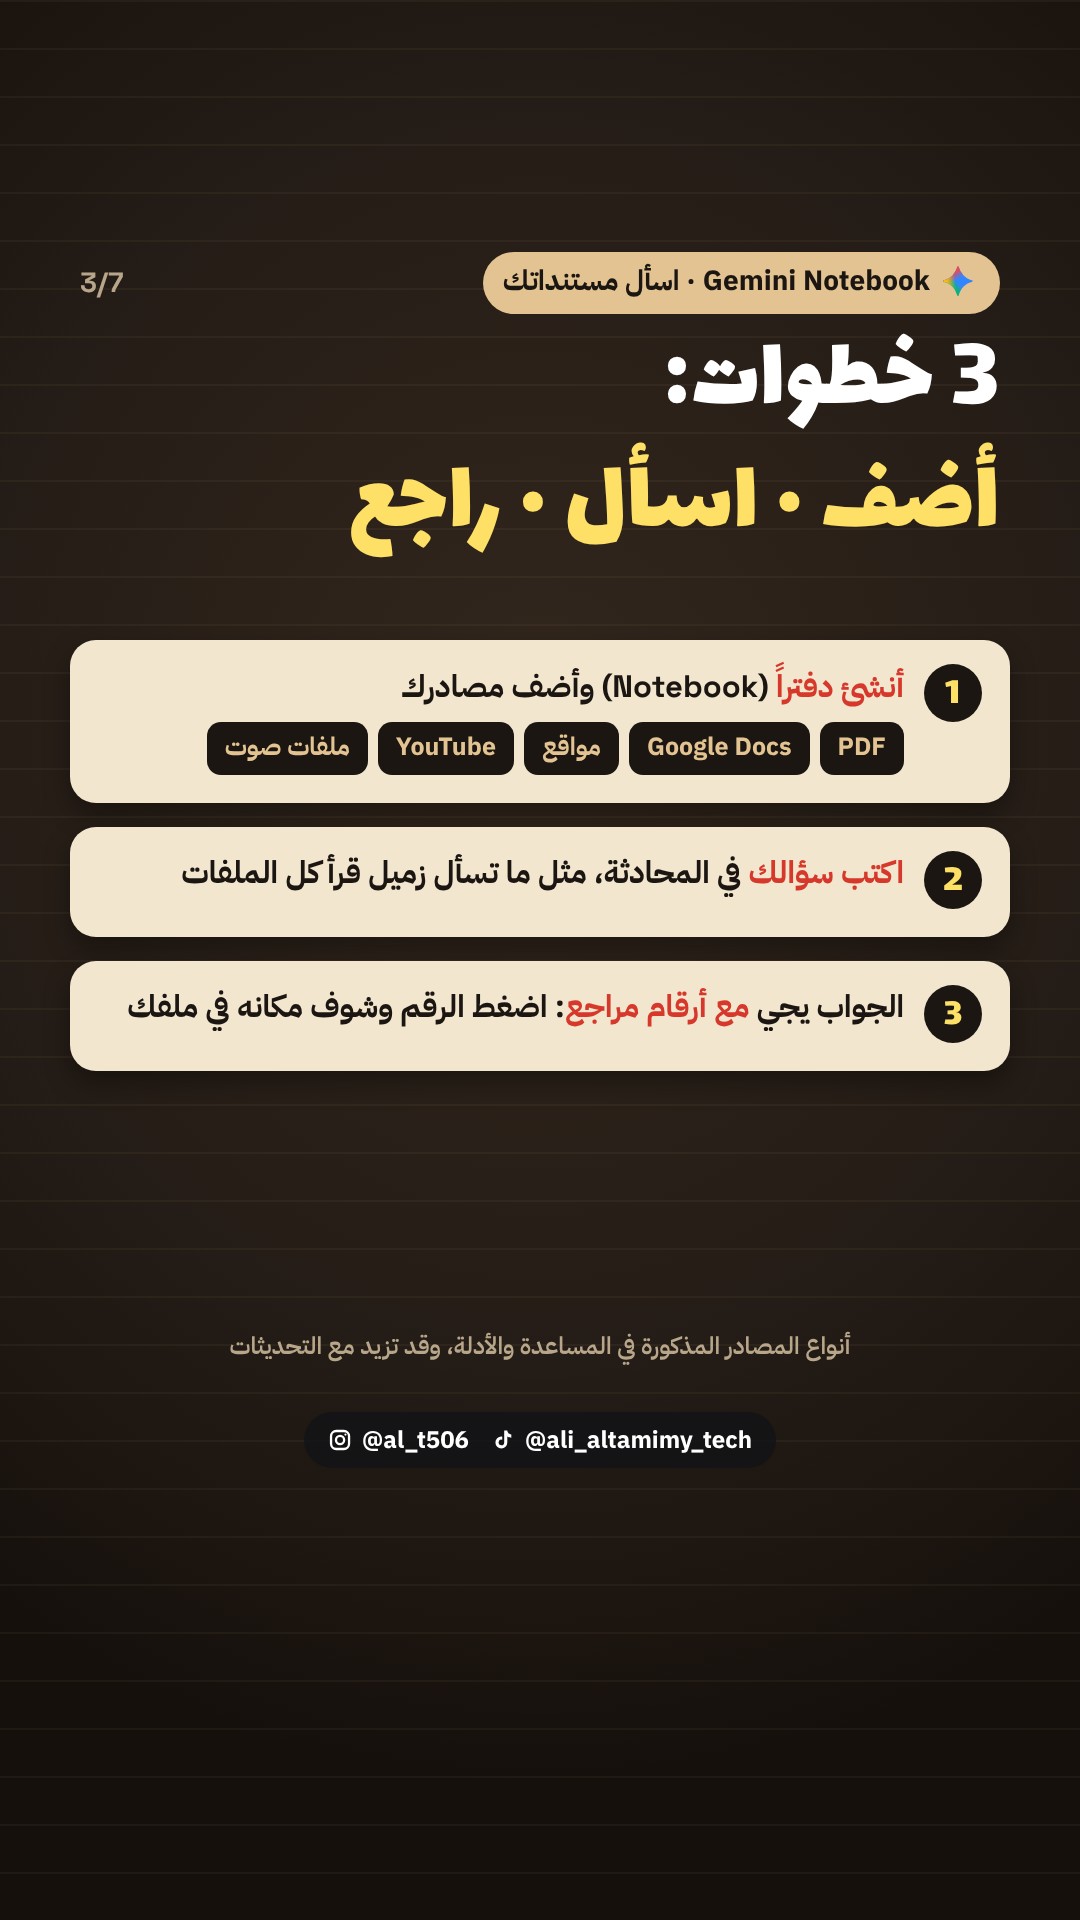 Gemini Notebook · اسأل مستنداتك
3/7
3 خطوات:
أضف · اسأل · راجع
1
أنشئ دفتراً (Notebook) وأضف مصادرك
PDF Google Docs مواقع YouTube ملفات صوت
2
اكتب سؤالك في المحادثة، مثل ما تسأل زميل قرأ كل الملفات
3
الجواب يجي مع أرقام مراجع: اضغط الرقم وشوف مكانه في ملفك
أنواع المصادر المذكورة في المساعدة والأدلة، وقد تزيد مع التحديثات
@al_t506 @ali_altamimy_tech